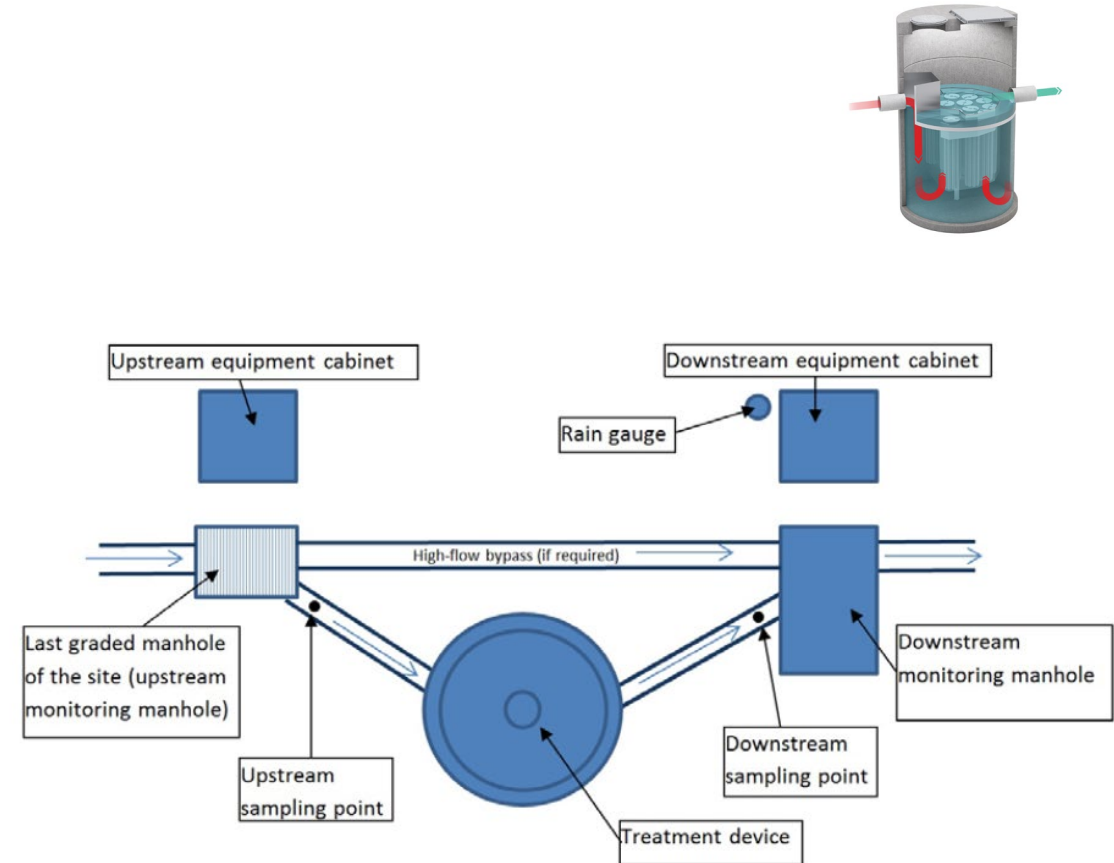 Upstream equipment cabinet
Downstream equipment cabinet
Rain gauge
High-flow bypass (if required)
Last graded manhole
of the site (upstream
monitoring manhole)
Downstream
monitoring manhole
Upstream
sampling point
Downstream
sampling point
Treatment device